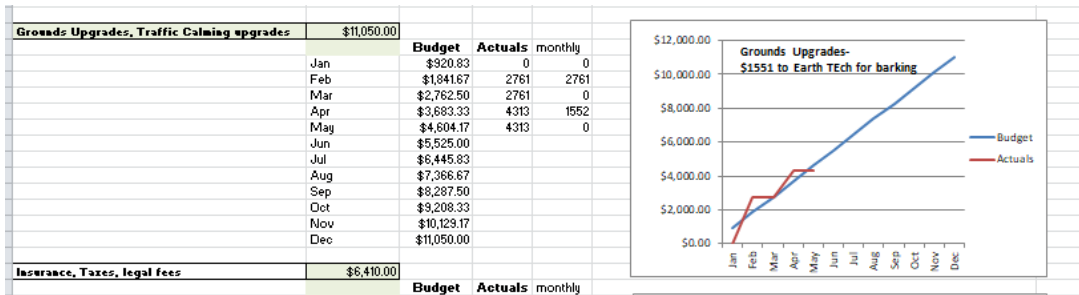 Grounds Upgrades, Traffic Calming upgrades $11,050.00
Budget Actuals monthly
Jan $920.83 0 0
Feb $1,841.67 2761 2761
Mar $2,762.50 2761 0
Apr $3,683.33 4313 1552
May $4,604.17 4313 0
Jun $5,525.00
Jul $6,445.83
Aug $7,366.67
Sep $8,287.50
Oct $9,208.33
Nov $10,129.17
Dec $11,050.00
Insurance, Taxes, legal fees $6,410.00
Budget Actuals monthly
Grounds Upgrades-
$1551 to Earth TEch for barking
$12,000.00
$10,000.00
$8,000.00
$6,000.00
$4,000.00
$2,000.00
$0.00
Jan Feb Mar Apr May Jun Jul Aug Sep Oct Nov Dec
Budget
Actuals